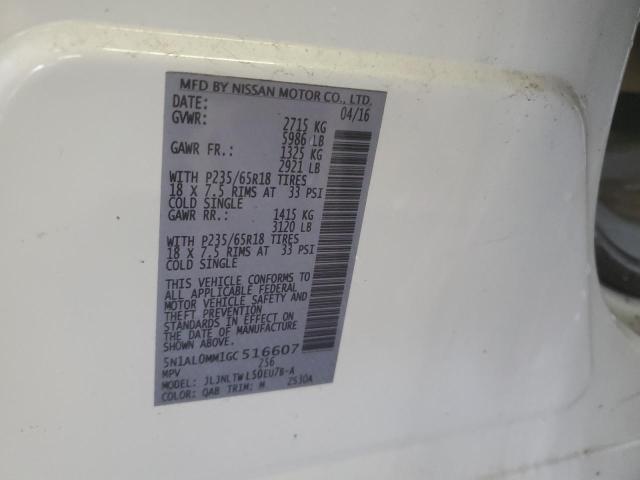 MFD BY NISSAN MOTOR CO., LTD.
DATE: 04/16
GVWR: 2715 KG
5986 LB
GAWR FR.: 1325 KG
2921 LB
WITH P235/65R18 TIRES
18 X 7.5 RIMS AT 33 PSI
COLD SINGLE
GAWR RR.: 1415 KG
3120 LB
WITH P235/65R18 TIRES
18 X 7.5 RIMS AT 33 PSI
COLD SINGLE
THIS VEHICLE CONFORMS TO
ALL APPLICABLE FEDERAL
MOTOR VEHICLE SAFETY AND
THEFT PREVENTION
STANDARDS IN EFFECT ON
THE DATE OF MANUFACTURE
SHOWN ABOVE
5N1AL0MM1GC516607
MPV 256
MODEL: JLJNLTWL50EU7B-A
COLOR: QAB TRIM: M ZS30A